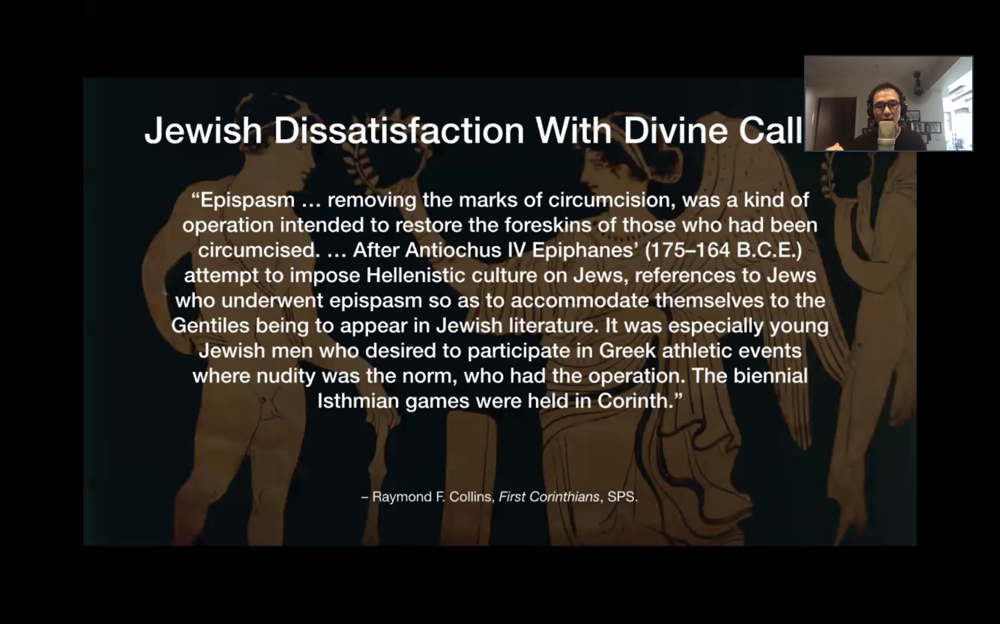 Jewish Dissatisfaction With Divine Call
“Epispasm … removing the marks of circumcision, was a kind of
operation intended to restore the foreskins of those who had been
circumcised. … After Antiochus IV Epiphanes’ (175–164 B.C.E.)
attempt to impose Hellenistic culture on Jews, references to Jews
who underwent epispasm so as to accommodate themselves to the
Gentiles being to appear in Jewish literature. It was especially young
Jewish men who desired to participate in Greek athletic events
where nudity was the norm, who had the operation. The biennial
Isthmian games were held in Corinth.”
– Raymond F. Collins, First Corinthians, SPS.